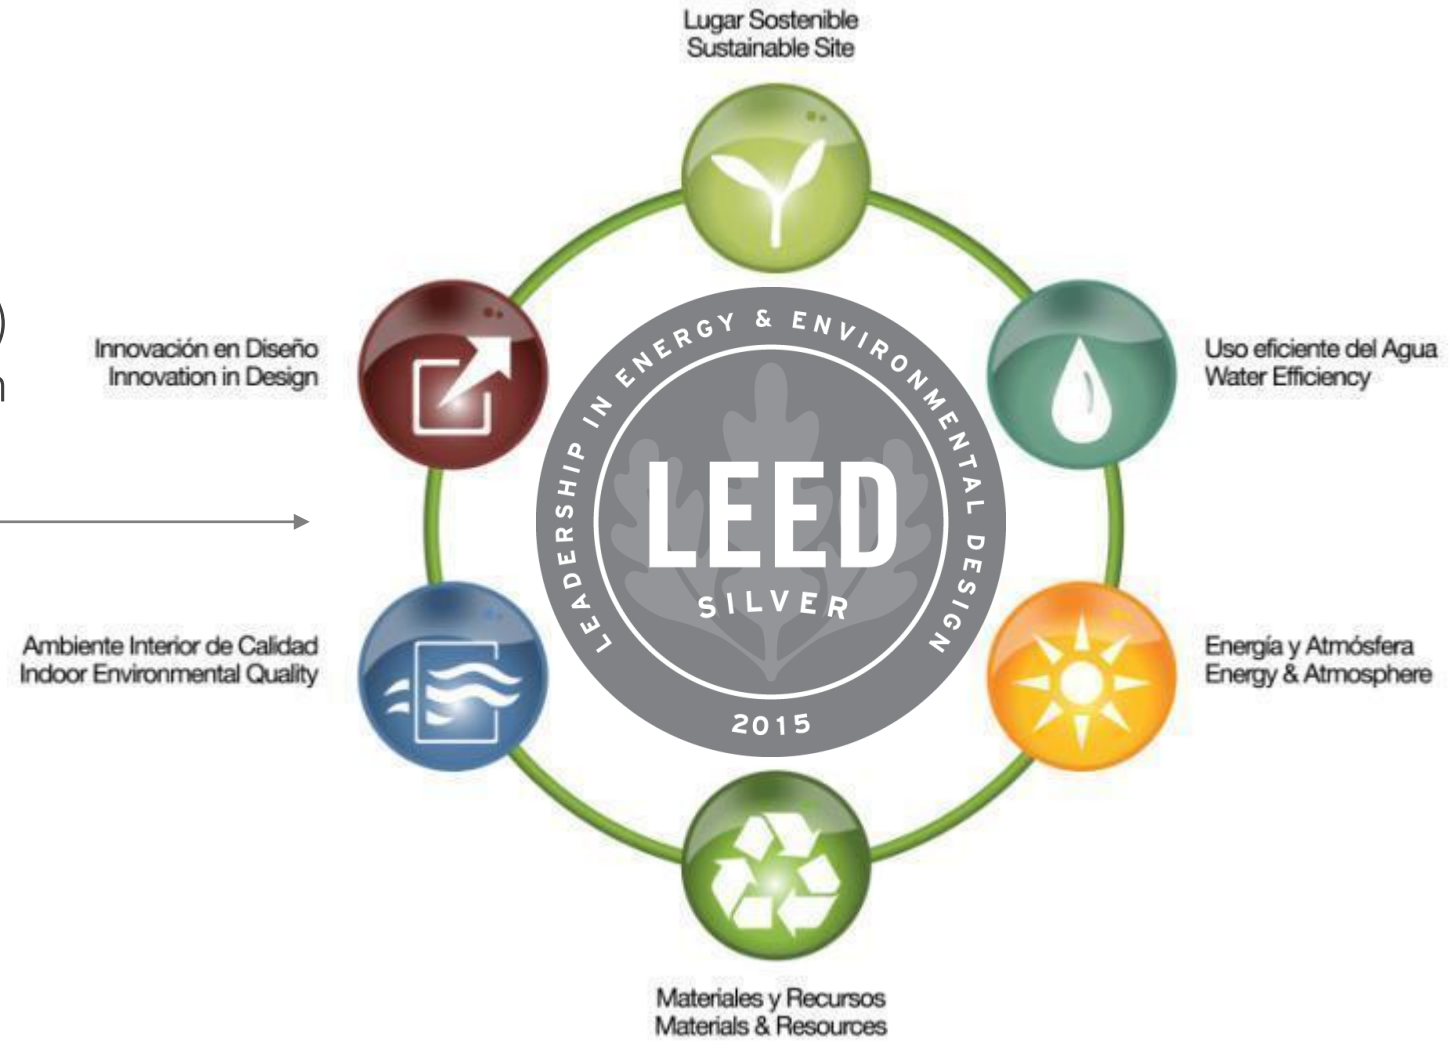 Lugar Sostenible
Sustainable Site
)
n
Innovación en Diseño
Innovation in Design
Uso eficiente del Agua
Water Efficiency
LEADERSHIP IN ENERGY & ENVIRONMENTAL DESIGN
LEED
SILVER
2015
Ambiente Interior de Calidad
Indoor Environmental Quality
Energía y Atmósfera
Energy & Atmosphere
Materiales y Recursos
Materials & Resources